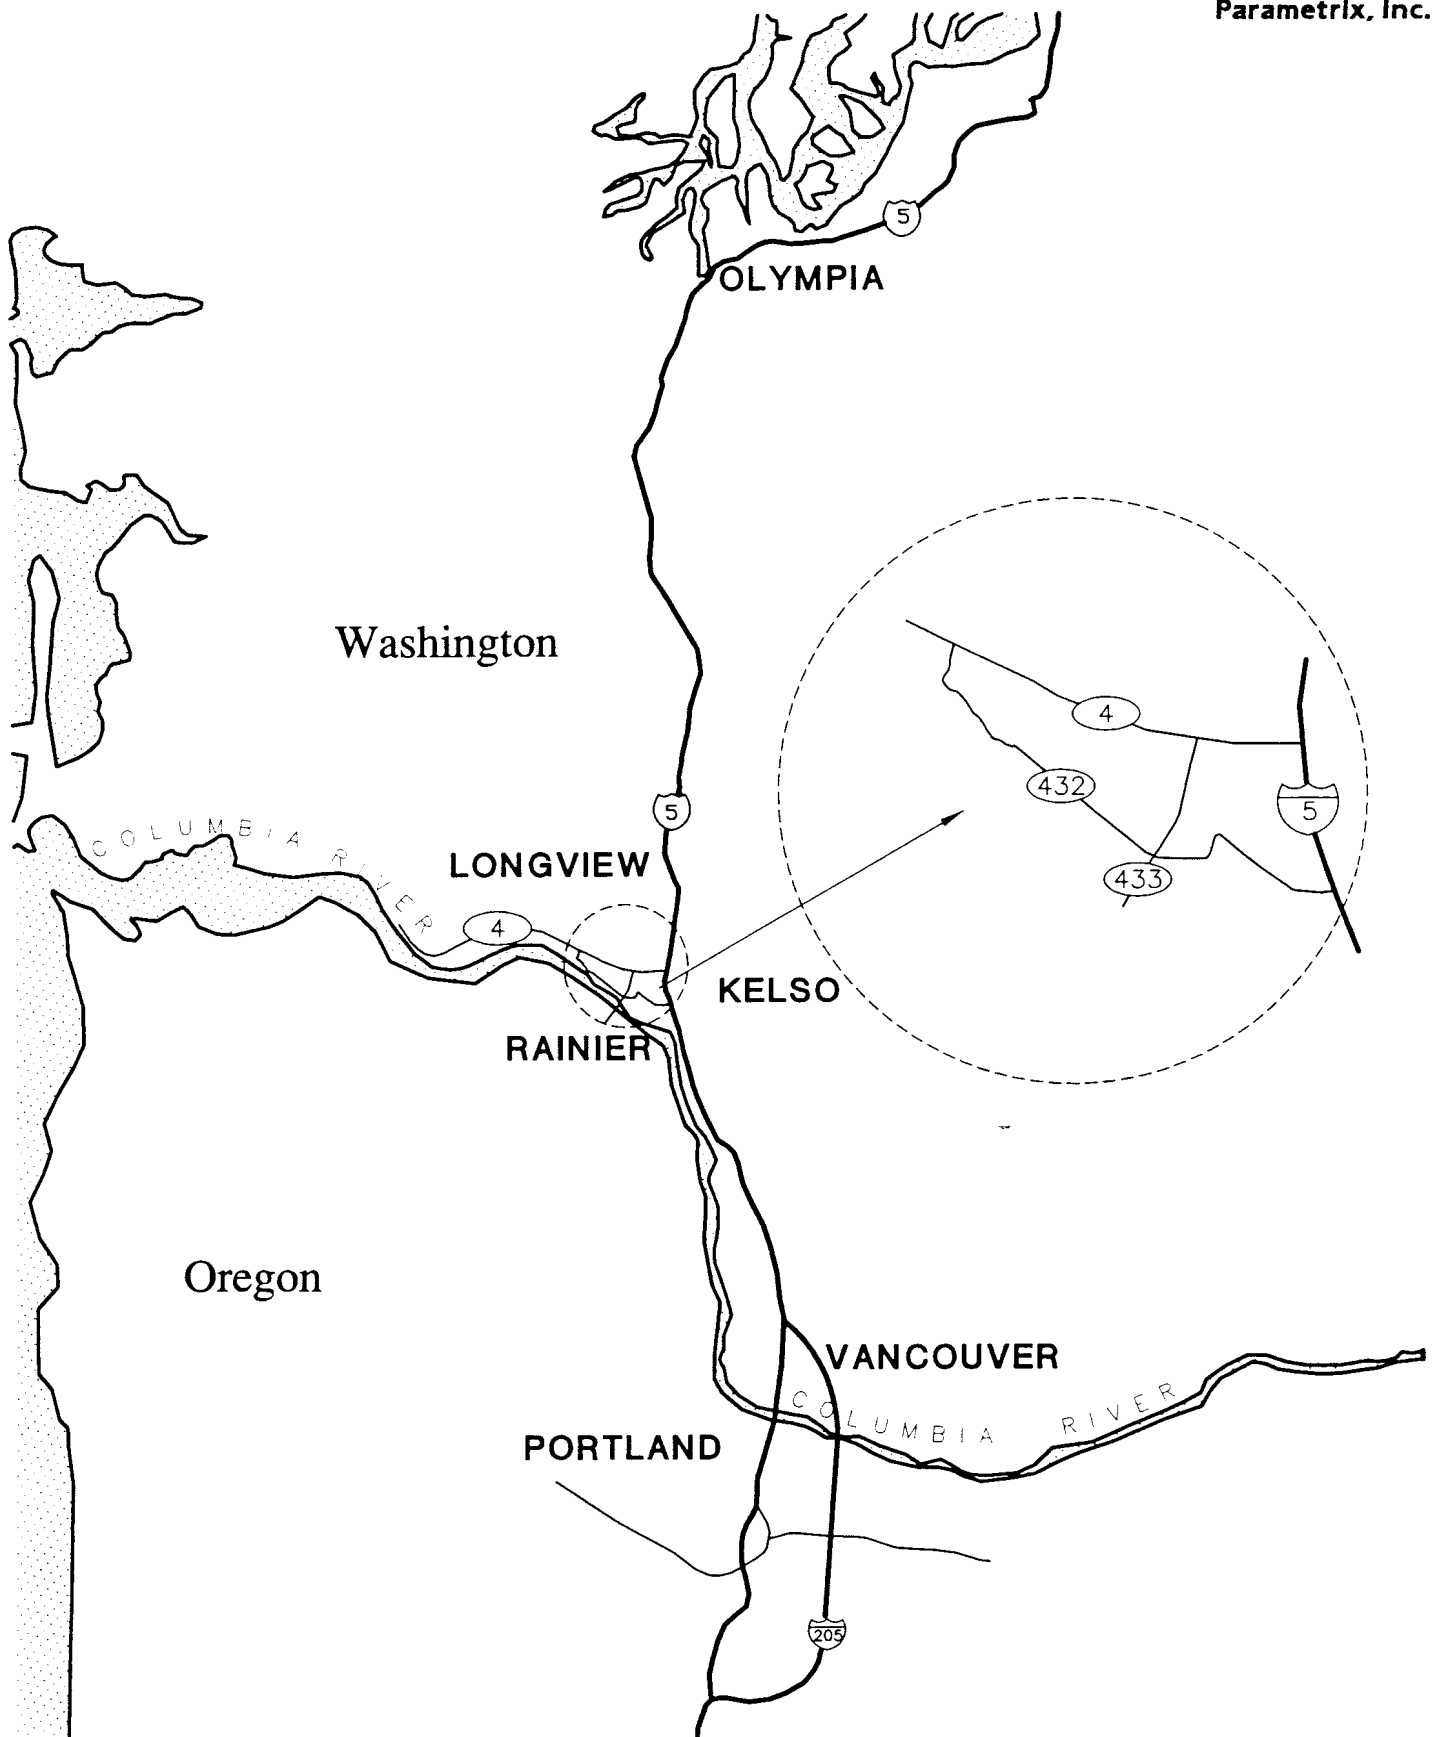 Parametrix, Inc.
5
OLYMPIA
Washington
4
432
5
433
5
COLUMBIA RIVER
LONGVIEW
4
KELSO
RAINIER
Oregon
VANCOUVER
COLUMBIA RIVER
PORTLAND
205